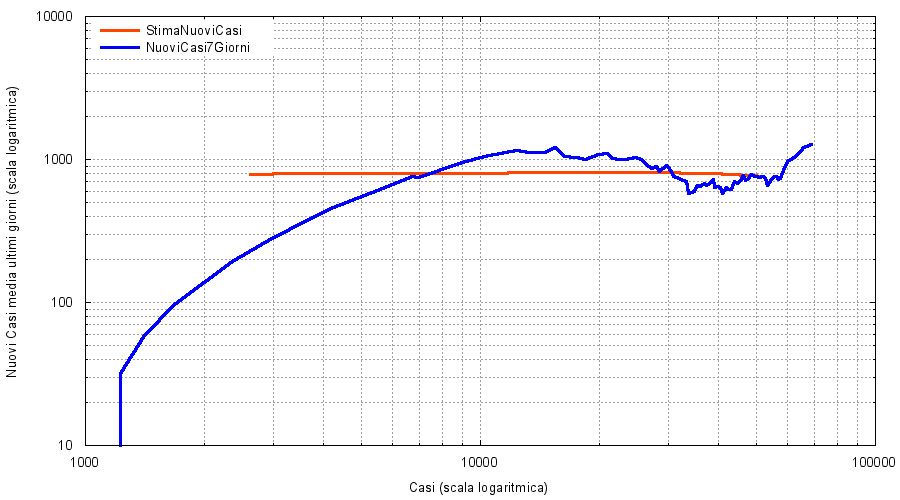 10000
StimaNuoviCasi
NuoviCasi7Giorni
1000
Nuovi Casi media ultimi giorni (scala logaritmica)
100
10
1000
10000
100000
Casi (scala logaritmica)